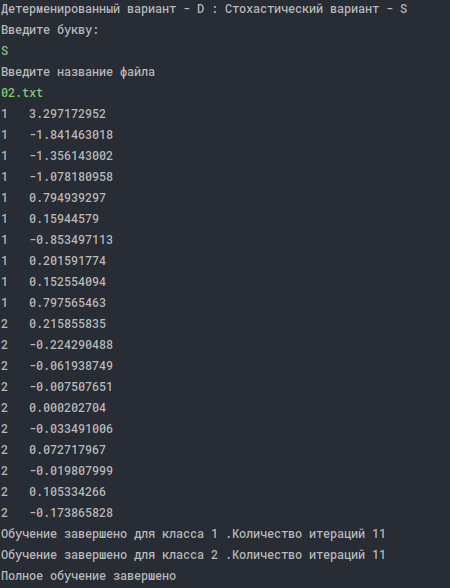 Детерменированный вариант - D : Стохастический вариант - S
Введите букву:
S
Введите название файла
02.txt
1 3.297172952
1 -1.841463018
1 -1.356143002
1 -1.078180958
1 0.794939297
1 0.15944579
1 -0.853497113
1 0.201591774
1 0.152554094
1 0.797565463
2 0.215855835
2 -0.224290488
2 -0.061938749
2 -0.007507651
2 0.000202704
2 -0.033491006
2 0.072717967
2 -0.019807999
2 0.105334266
2 -0.173865828
Обучение завершено для класса 1 .Количество итераций 11
Обучение завершено для класса 2 .Количество итераций 11
Полное обучение завершено